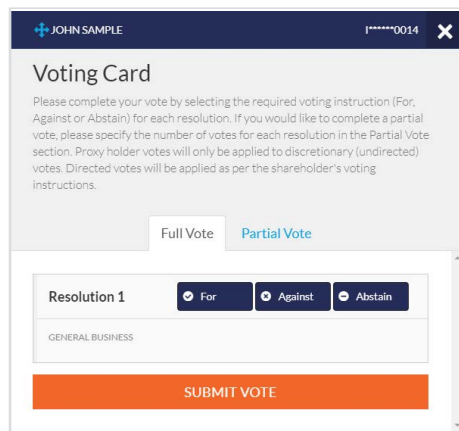 JOHN SAMPLE I******0014
Voting Card
Please complete your vote by selecting the required voting instruction (For,
Against or Abstain) for each resolution. If you would like to complete a partial
vote, please specify the number of votes for each resolution in the Partial Vote
section. Proxy holder votes will only be applied to discretionary (undirected)
votes. Directed votes will be applied as per the shareholder's voting
instructions.
Full Vote Partial Vote
Resolution 1 For Against Abstain
GENERAL BUSINESS
SUBMIT VOTE